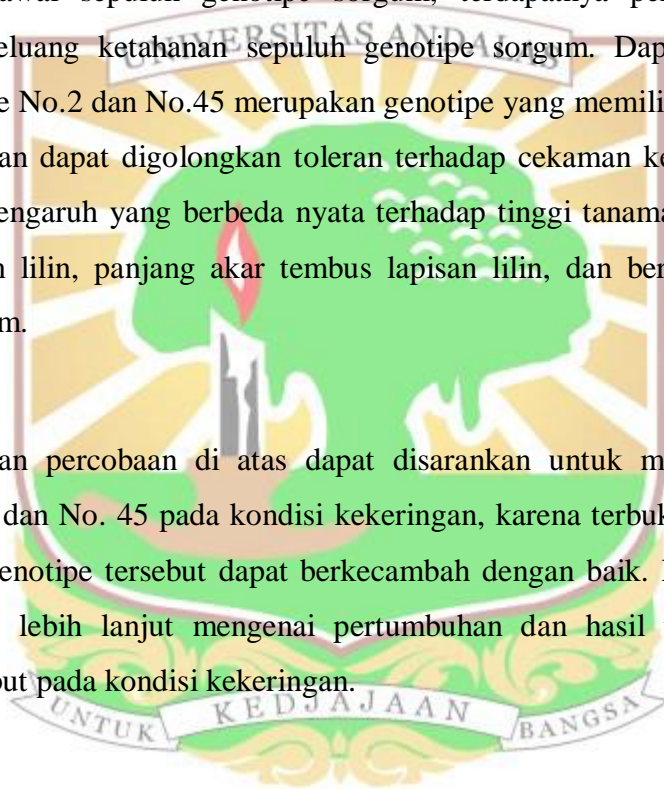 awal sepuluh genotipe sorgum, terdapatnya
eluang ketahanan sepuluh genotipe sorgum. Dap
UNIVERSITAS ANDALAS
e No.2 dan No.45 merupakan genotipe yang memili
an dapat digolongkan toleran terhadap cekaman ke
engaruh yang berbeda nyata terhadap tinggi tanama
n lilin, panjang akar tembus lapisan lilin, dan ber
m.
an percobaan di atas dapat disarankan untuk m
dan No. 45 pada kondisi kekeringan, karena terbuk
enotipe tersebut dapat berkecambah dengan baik.
lebih lanjut mengenai pertumbuhan dan hasil
but pada kondisi kekeringan.
UNTUK KEDJAJAAN BANGSA